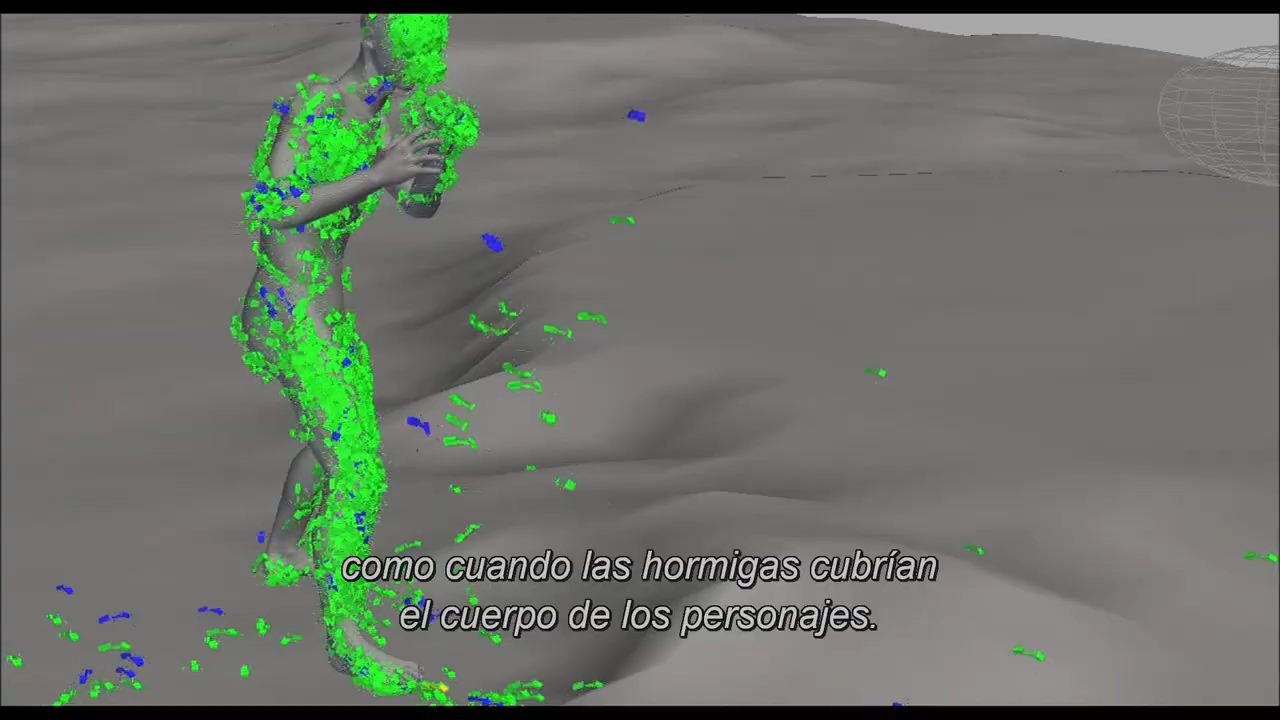 como cuando las hormigas cubrían
el cuerpo de los personajes.